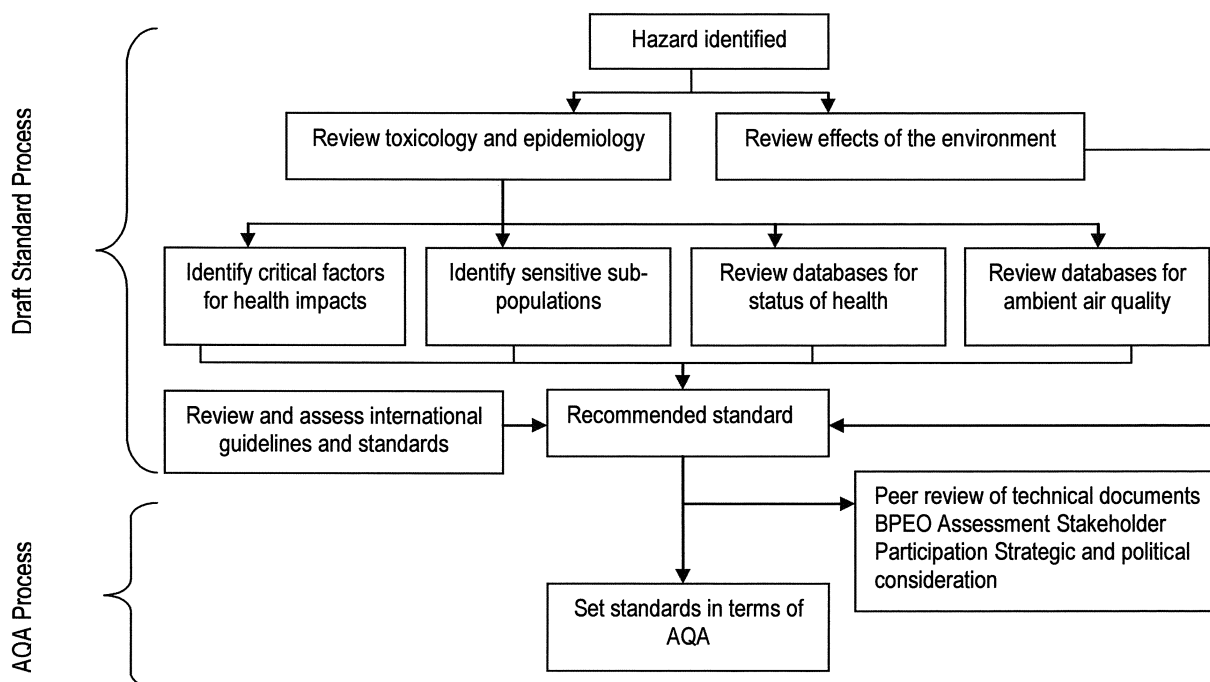 Hazard identified
Review toxicology and epidemiology
Review effects of the environment
Draft Standard Process
Identify critical factors
for health impacts
Identify sensitive sub-
populations
Review databases for
status of health
Review databases for
ambient air quality
Review and assess international
guidelines and standards
Recommended standard
Peer review of technical documents
BPEO Assessment Stakeholder
Participation Strategic and political
consideration
AQA Process
Set standards in terms of
AQA